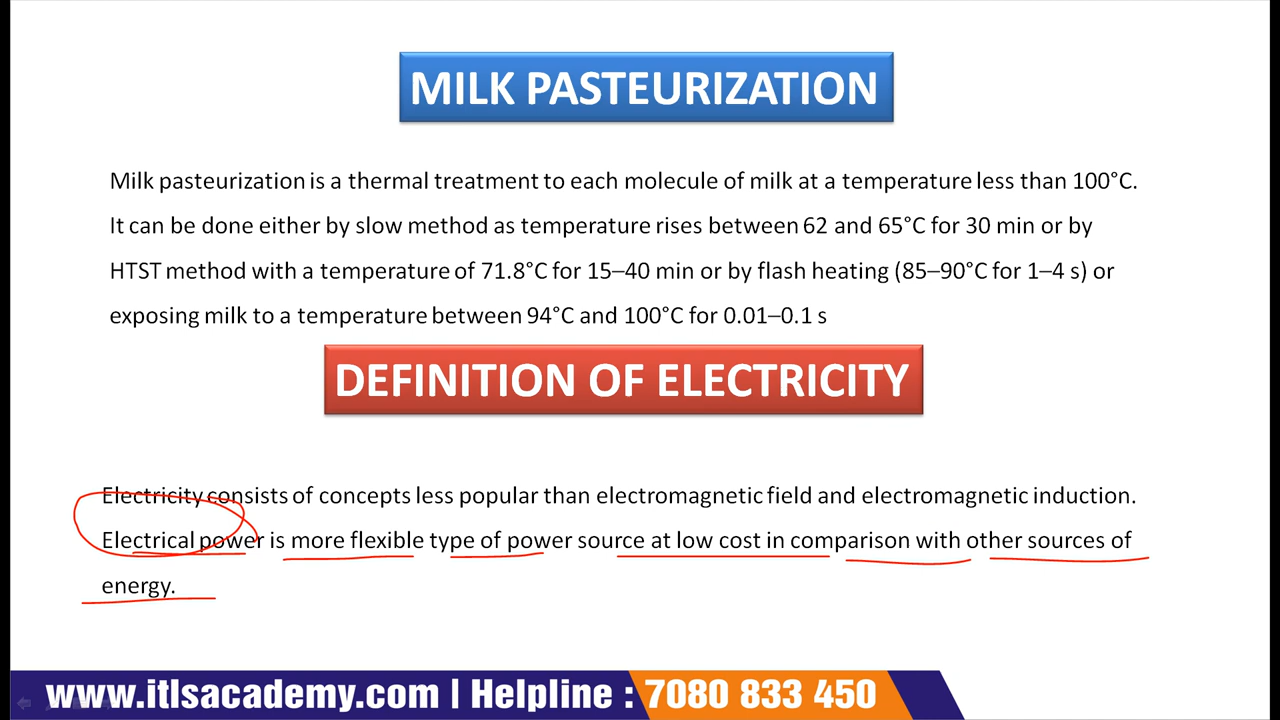 MILK PASTEURIZATION
Milk pasteurization is a thermal treatment to each molecule of milk at a temperature less than 100°C.
It can be done either by slow method as temperature rises between 62 and 65°C for 30 min or by
HTST method with a temperature of 71.8°C for 15–40 min or by flash heating (85–90°C for 1–4 s) or
exposing milk to a temperature between 94°C and 100°C for 0.01–0.1 s
DEFINITION OF ELECTRICITY
Electricity consists of concepts less popular than electromagnetic field and electromagnetic induction.
Electrical power is more flexible type of power source at low cost in comparison with other sources of
energy.
www.itlsacademy.com | Helpline : 7080 833 450